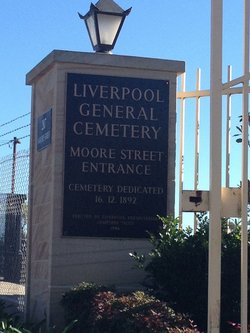 LIVERPOOL
GENERAL
CEMETERY
MOORE STREET
ENTRANCE
CEMETERY DEDICATED
16. 12. 1892